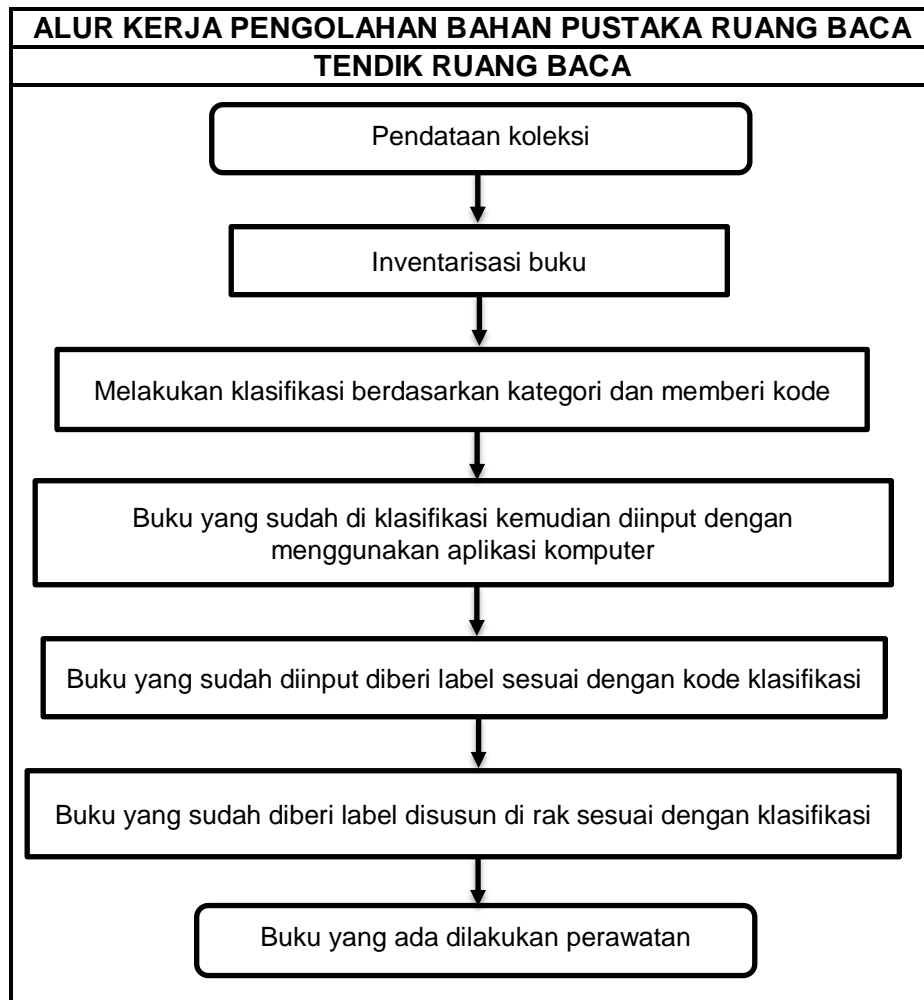 ALUR KERJA PENGOLAHAN BAHAN PUSTAKA RUANG BACA
TENDIK RUANG BACA
Pendataan koleksi
Inventarisasi buku
Melakukan klasifikasi berdasarkan kategori dan memberi kode
Buku yang sudah di klasifikasi kemudian diinput dengan
menggunakan aplikasi komputer
Buku yang sudah diinput diberi label sesuai dengan kode klasifikasi
Buku yang sudah diberi label disusun di rak sesuai dengan klasifikasi
Buku yang ada dilakukan perawatan